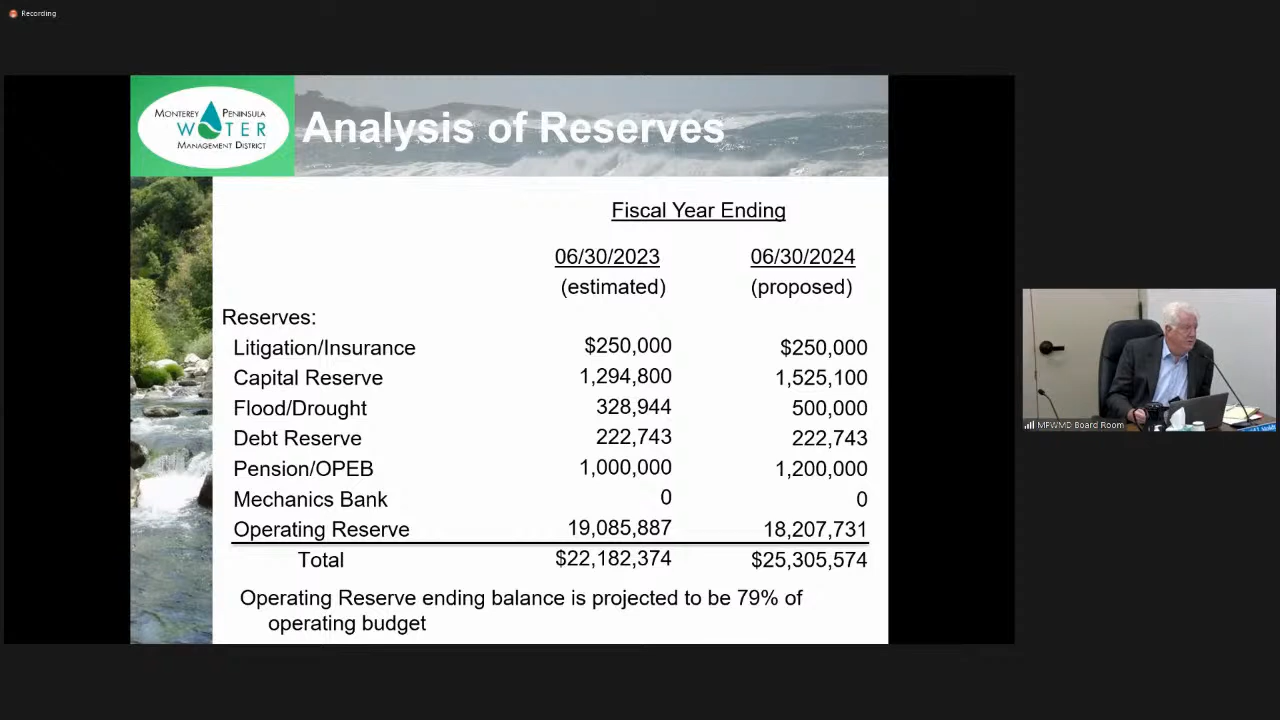 Recording
MONTEREY PENINSULA
WATER
MANAGEMENT DISTRICT
Analysis of Reserves
Fiscal Year Ending
06/30/2023 06/30/2024
(estimated) (proposed)
Reserves:
Litigation/Insurance $250,000 $250,000
Capital Reserve 1,294,800 1,525,100
Flood/Drought 328,944 500,000
Debt Reserve 222,743 222,743
Pension/OPEB 1,000,000 1,200,000
Mechanics Bank 0 0
Operating Reserve 19,085,887 18,207,731
Total $22,182,374 $25,305,574
Operating Reserve ending balance is projected to be 79% of
operating budget
MPWMD Board Room